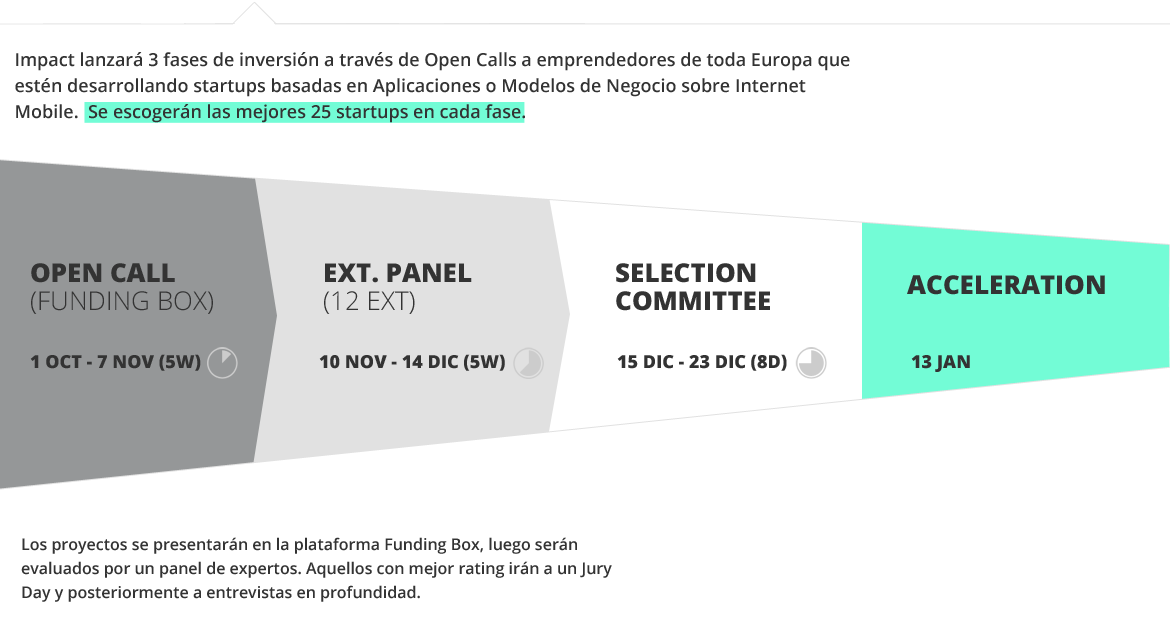 Impact lanzará 3 fases de inversión a través de Open Calls a emprendedores de toda Europa que
estén desarrollando startups basadas en Aplicaciones o Modelos de Negocio sobre Internet
Mobile. Se escogerán las mejores 25 startups en cada fase.
OPEN CALL
(FUNDING BOX)
1 OCT - 7 NOV (5W)
EXT. PANEL
(12 EXT)
10 NOV - 14 DIC (5W)
SELECTION
COMMITTEE
15 DIC - 23 DIC (8D)
ACCELERATION
13 JAN
Los proyectos se presentarán en la plataforma Funding Box, luego serán
evaluados por un panel de expertos. Aquellos con mejor rating irán a un Jury
Day y posteriormente a entrevistas en profundidad.